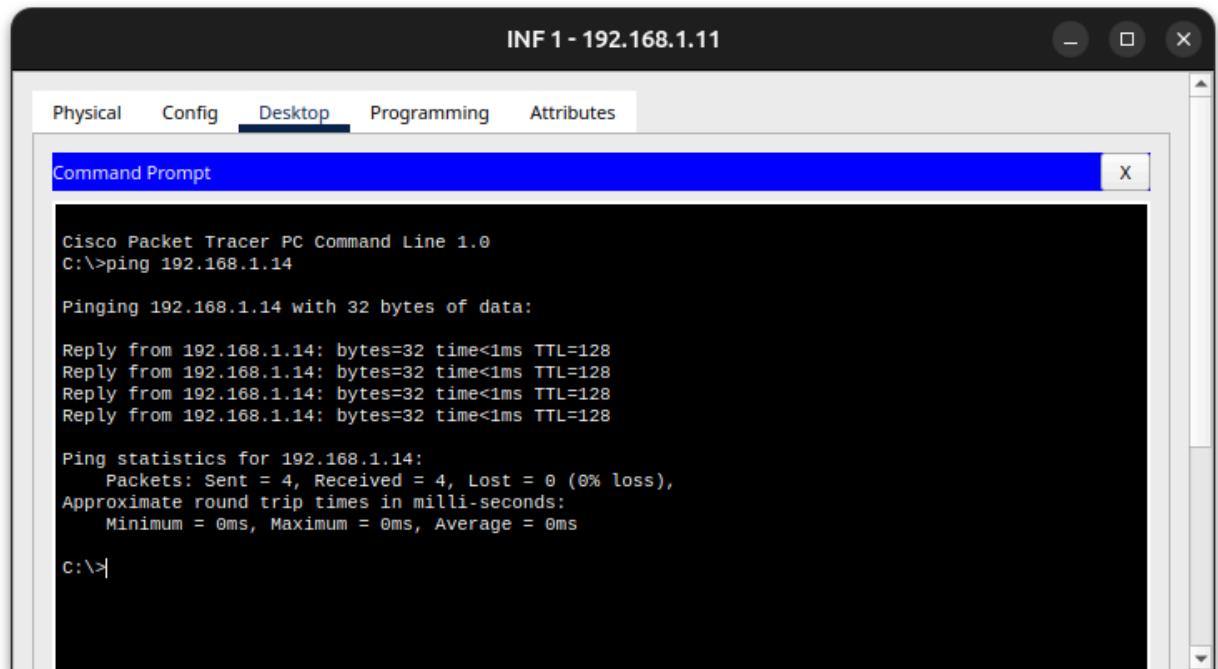 INF 1 - 192.168.1.11
Physical Config Desktop Programming Attributes
Command Prompt X
Cisco Packet Tracer PC Command Line 1.0
C:\>ping 192.168.1.14
Pinging 192.168.1.14 with 32 bytes of data:
Reply from 192.168.1.14: bytes=32 time<1ms TTL=128
Reply from 192.168.1.14: bytes=32 time<1ms TTL=128
Reply from 192.168.1.14: bytes=32 time<1ms TTL=128
Reply from 192.168.1.14: bytes=32 time<1ms TTL=128
Ping statistics for 192.168.1.14:
    Packets: Sent = 4, Received = 4, Lost = 0 (0% loss),
Approximate round trip times in milli-seconds:
    Minimum = 0ms, Maximum = 0ms, Average = 0ms
C:\>